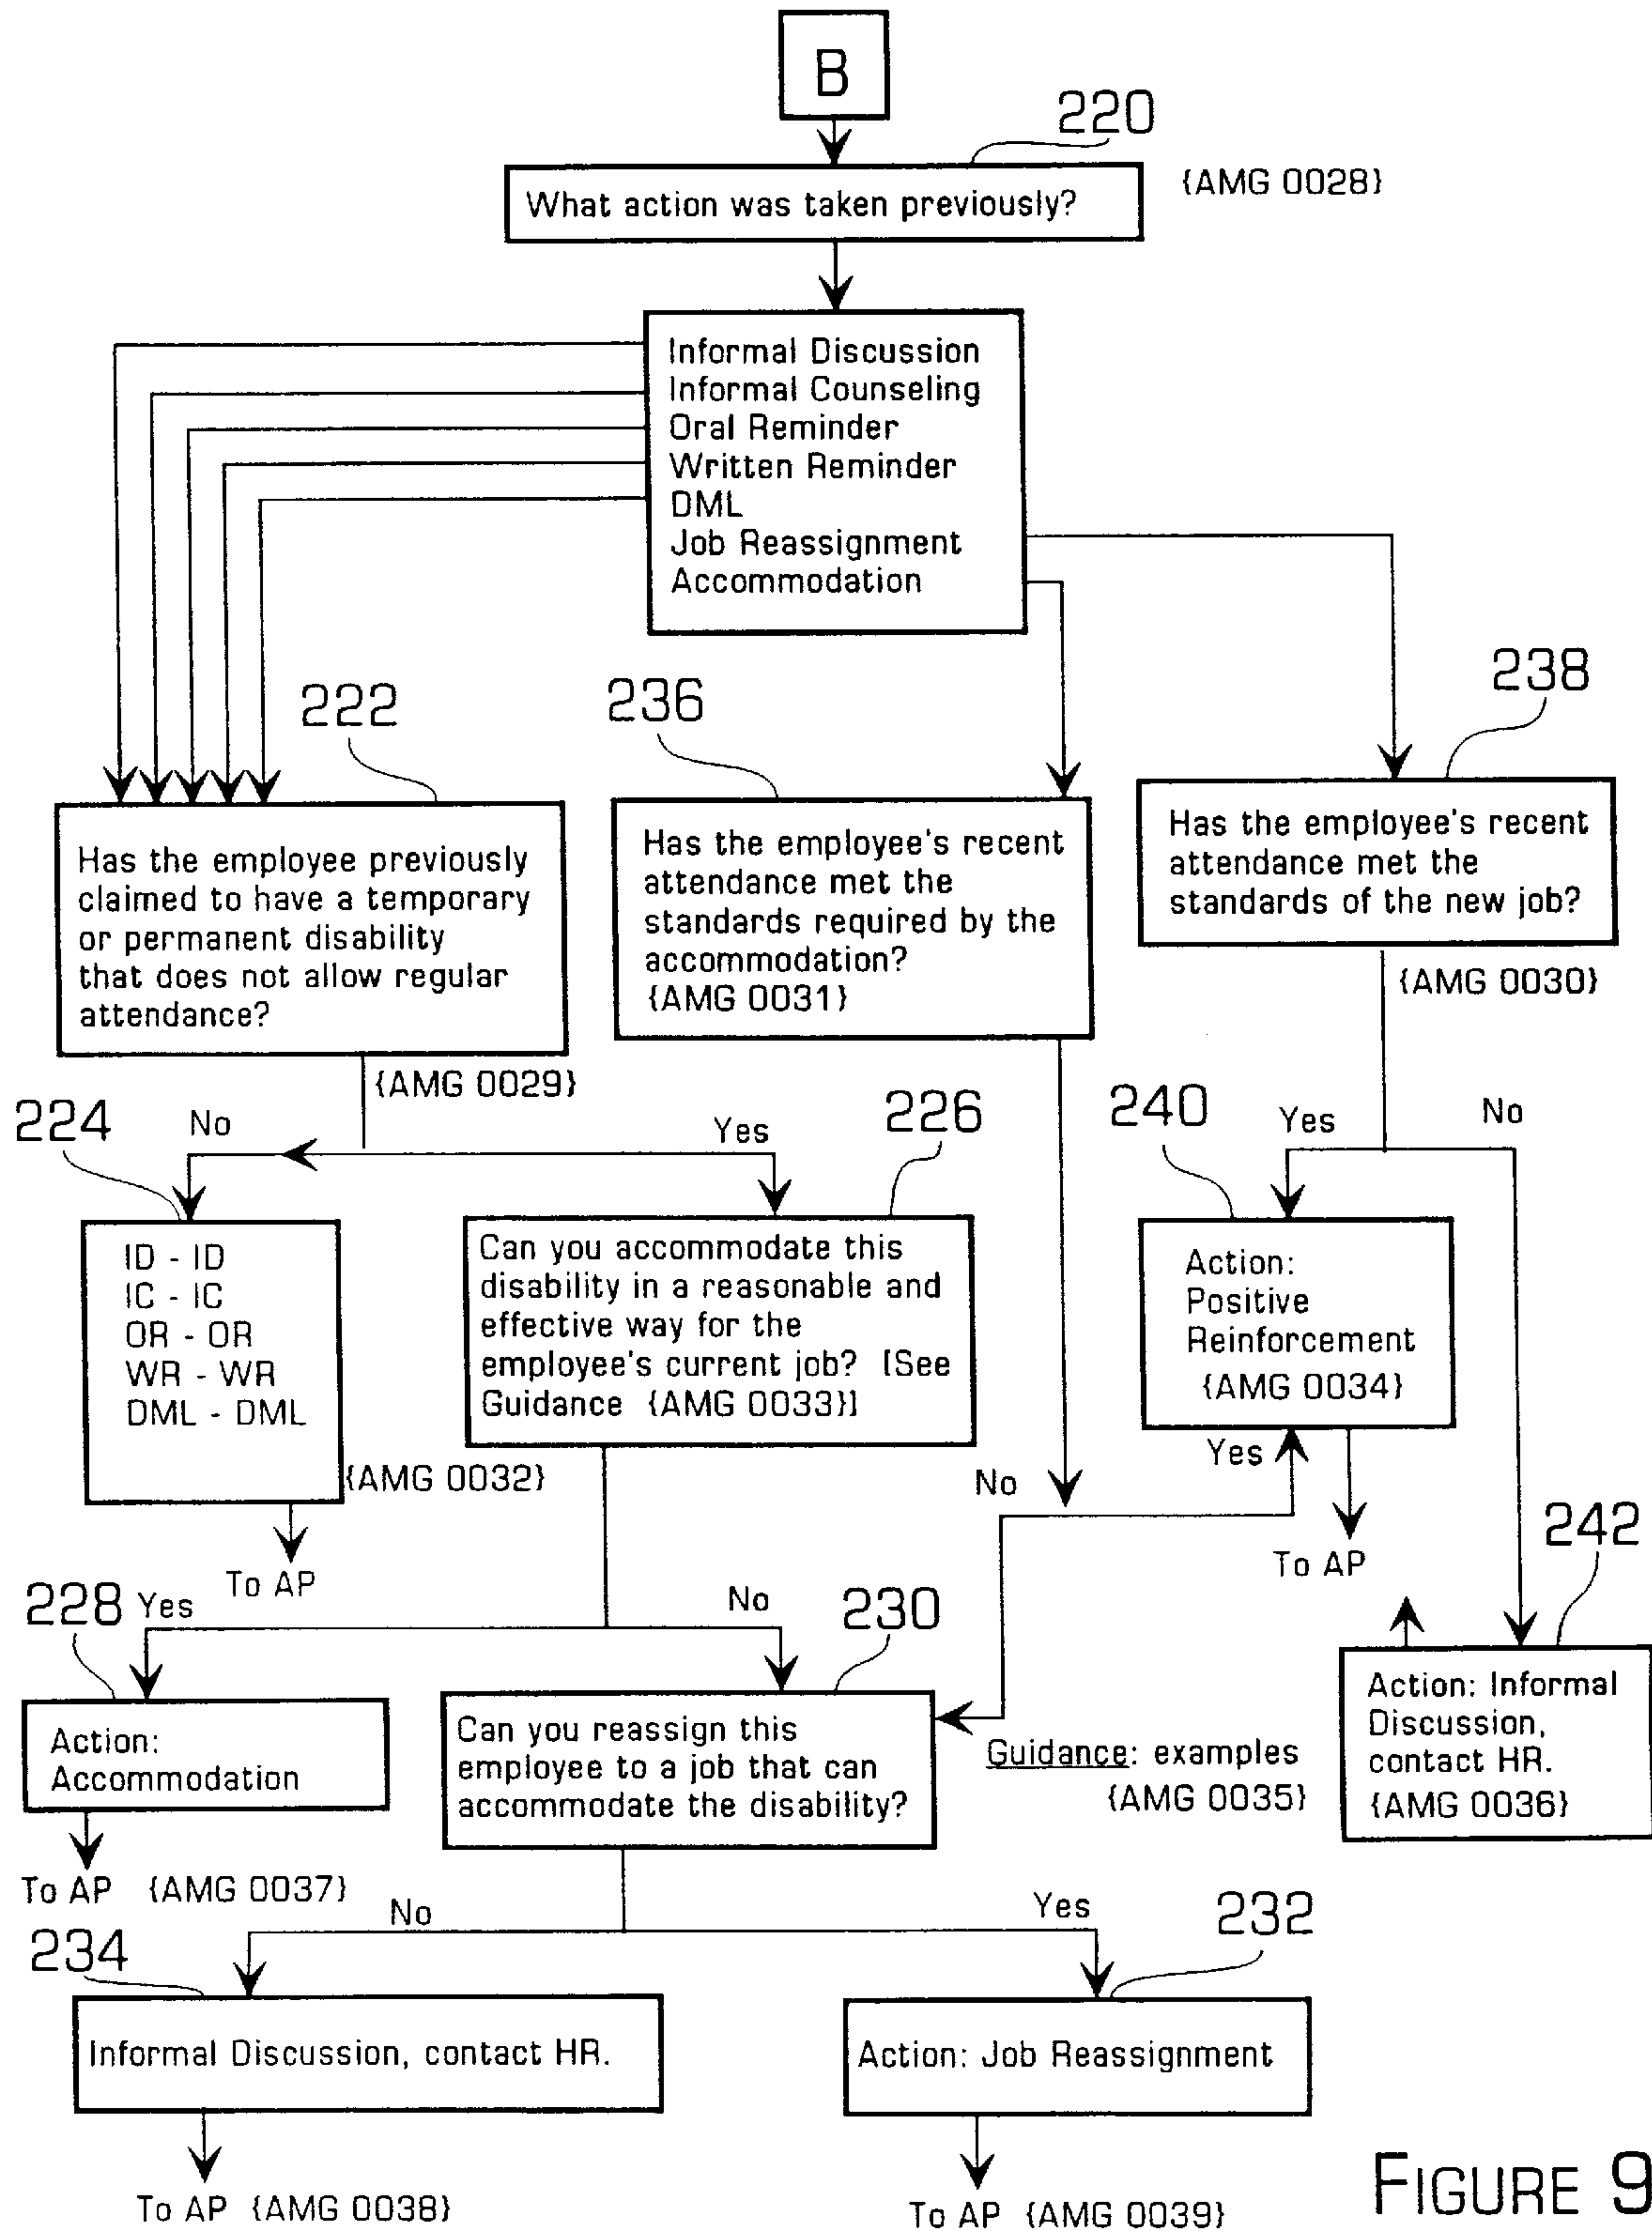 B
220
{AMG 0028}
What action was taken previously?
Informal Discussion
Informal Counseling
Oral Reminder
Written Reminder
DML
Job Reassignment
Accommodation
222
236
238
Has the employee previously
claimed to have a temporary
or permanent disability
that does not allow regular
attendance?
{AMG 0029}
Has the employee's recent
attendance met the
standards required by the
accommodation?
{AMG 0031}
Has the employee's recent
attendance met the
standards of the new job?
{AMG 0030}
224
No
Yes
226
240
Yes
No
ID - ID
IC - IC
OR - OR
WR - WR
DML - DML
{AMG 0032}
To AP
Can you accommodate this
disability in a reasonable and
effective way for the
employee's current job? [See
Guidance {AMG 0033}]
Action:
Positive
Reinforcement
{AMG 0034}
No
Yes
To AP
242
228
Yes
No
230
Action:
Accommodation
To AP {AMG 0037}
Can you reassign this
employee to a job that can
accommodate the disability?
Guidance: examples
{AMG 0035}
Action: Informal
Discussion,
contact HR.
{AMG 0036}
No
Yes
234
232
Informal Discussion, contact HR.
Action: Job Reassignment
To AP {AMG 0038}
To AP {AMG 0039}
FIGURE 9